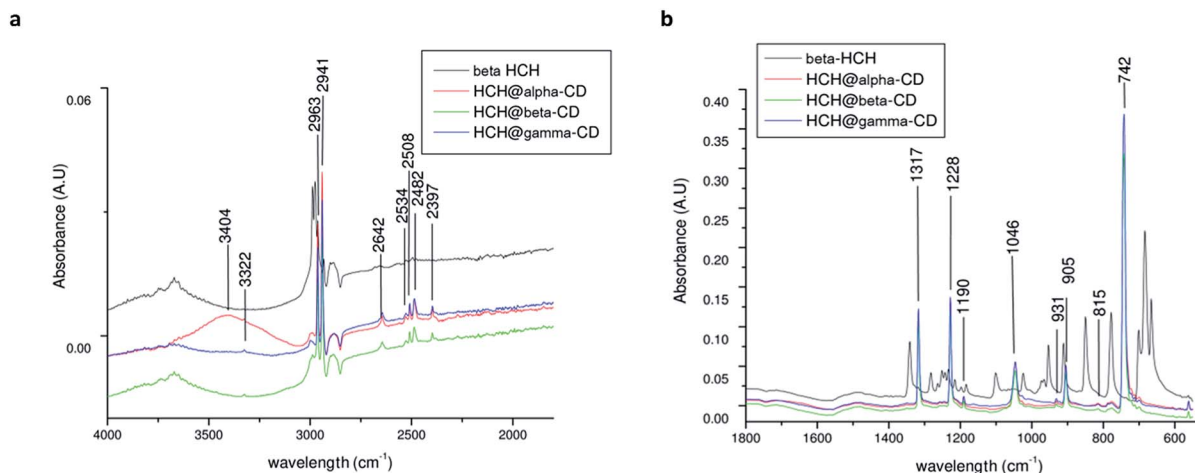 a
beta HCH
HCH@alpha-CD
HCH@beta-CD
HCH@gamma-CD
0.06
0.00
Absorbance (A.U)
3404
3322
2963
2941
2642
2534
2508
2482
2397
4000 3500 3000 2500 2000
wavelength (cm-1)
b
beta-HCH
HCH@alpha-CD
HCH@beta-CD
HCH@gamma-CD
0.40
0.35
0.30
0.20
0.15
0.10
0.05
0.00
Absorbance (A.U)
1317
1228
1190
1046
931
905
815
742
1800 1600 1400 1200 1000 800 600
wavelength (cm-1)